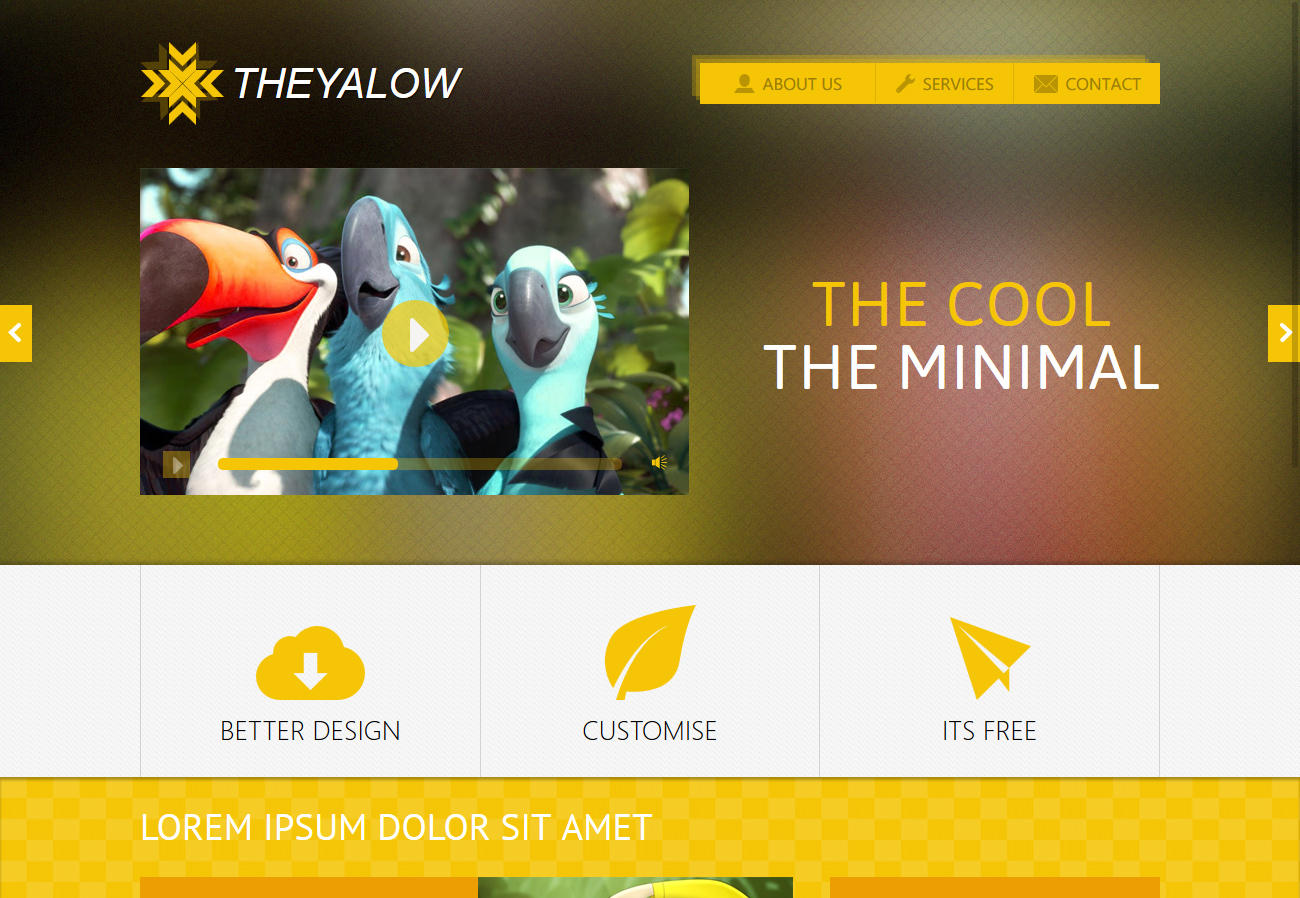 THEYALOW
ABOUT US
SERVICES
CONTACT
THE COOL
THE MINIMAL
BETTER DESIGN
CUSTOMISE
ITS FREE
LOREM IPSUM DOLOR SIT AMET